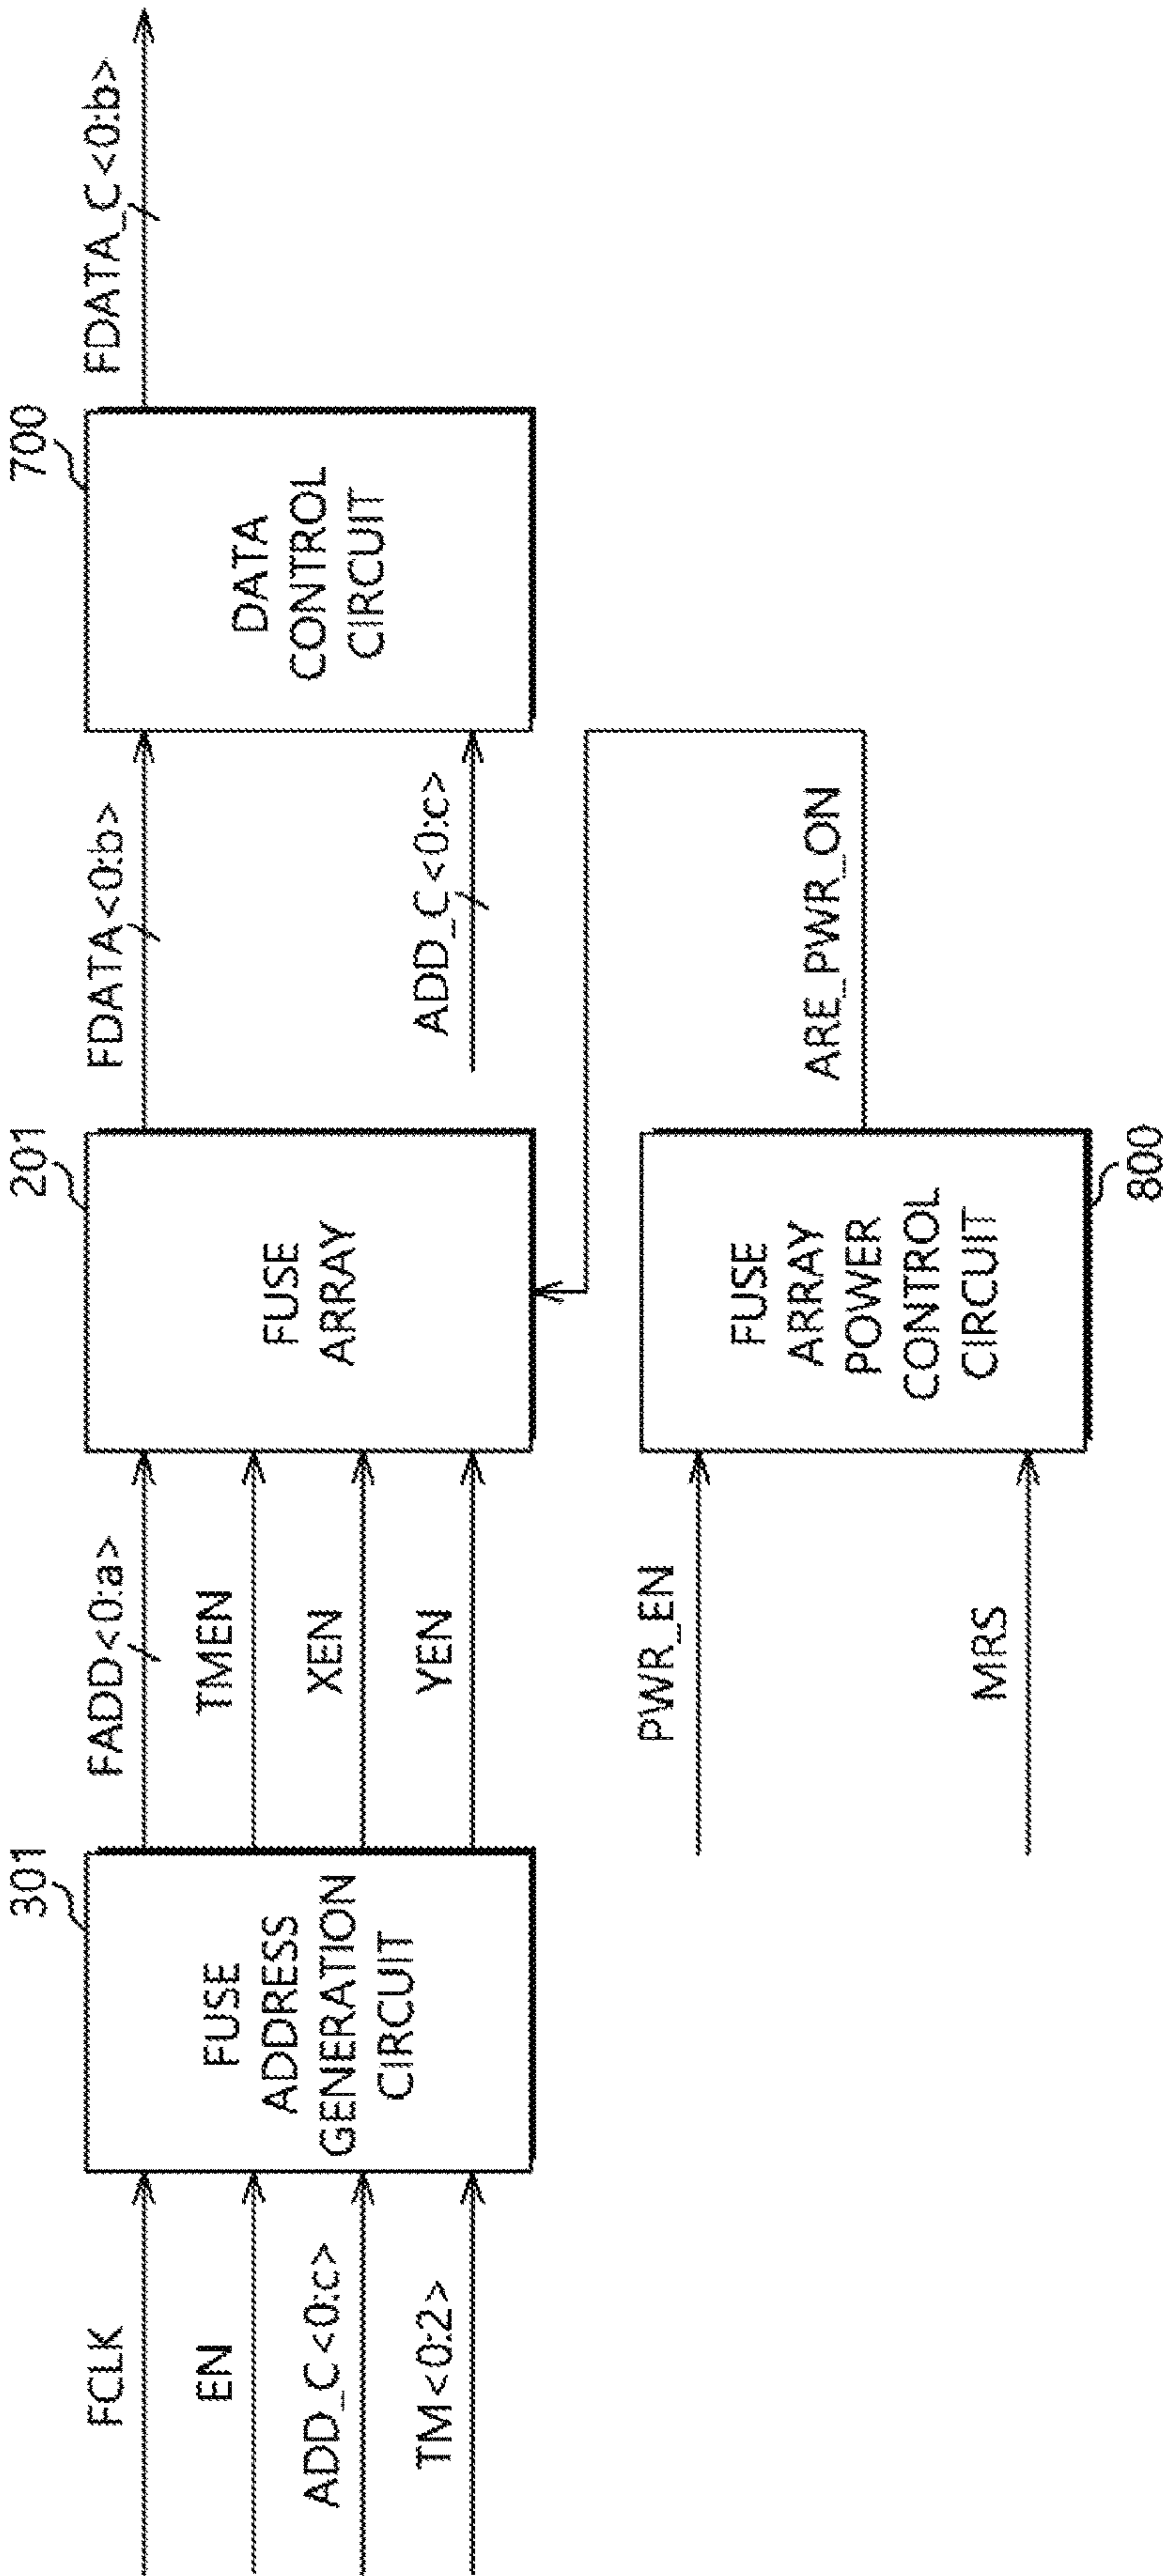 FCLK
EN
ADD_C<0:c>
TM<0:2>
301
FUSE
ADDRESS
GENERATION
CIRCUIT
FADD<0:a>
TMEN
XEN
YEN
201
FUSE
ARRAY
FDATA<0:b>
ADD_C<0:c>
700
DATA
CONTROL
CIRCUIT
FDATA_C<0:b>
PWR_EN
MRS
FUSE
ARRAY
POWER
CONTROL
CIRCUIT
800
ARE_PWR_ON